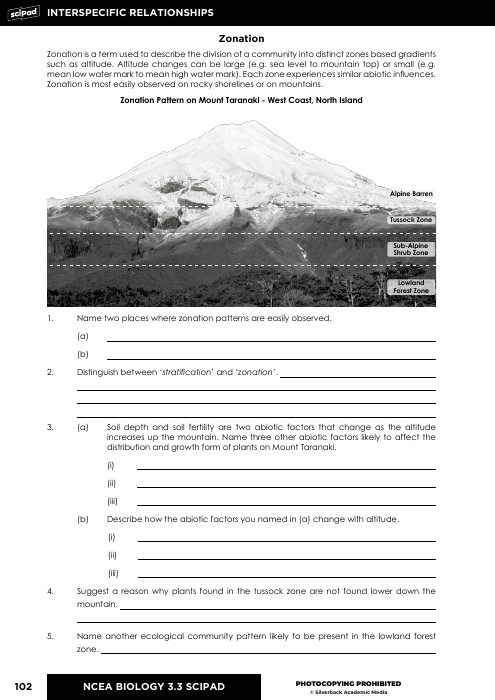 scipad INTERSPECIFIC RELATIONSHIPS
Zonation
Zonation is a term used to describe the division of a community into distinct zones based gradients
such as altitude. Altitude changes can be large (e.g. sea level to mountain top) or small (e.g.
mean low water mark to mean high water mark). Each zone experiences similar abiotic influences.
Zonation is most easily observed on rocky shorelines or on mountains.
Zonation Pattern on Mount Taranaki - West Coast, North Island
Alpine Barren
Tussock Zone
Sub-Alpine
Shrub Zone
Lowland
Forest Zone
1. Name two places where zonation patterns are easily observed.
(a)
(b)
2. Distinguish between 'stratification' and 'zonation'.
3. (a) Soil depth and soil fertility are two abiotic factors that change as the altitude
increases up the mountain. Name three other abiotic factors likely to affect the
distribution and growth form of plants on Mount Taranaki.
(i)
(ii)
(iii)
(b) Describe how the abiotic factors you named in (a) change with altitude.
(i)
(ii)
(iii)
4. Suggest a reason why plants found in the tussock zone are not found lower down the
mountain.
5. Name another ecological community pattern likely to be present in the lowland forest
zone.
102 NCEA BIOLOGY 3.3 SCIPAD PHOTOCOPYING PROHIBITED
© Silverback Academic Media